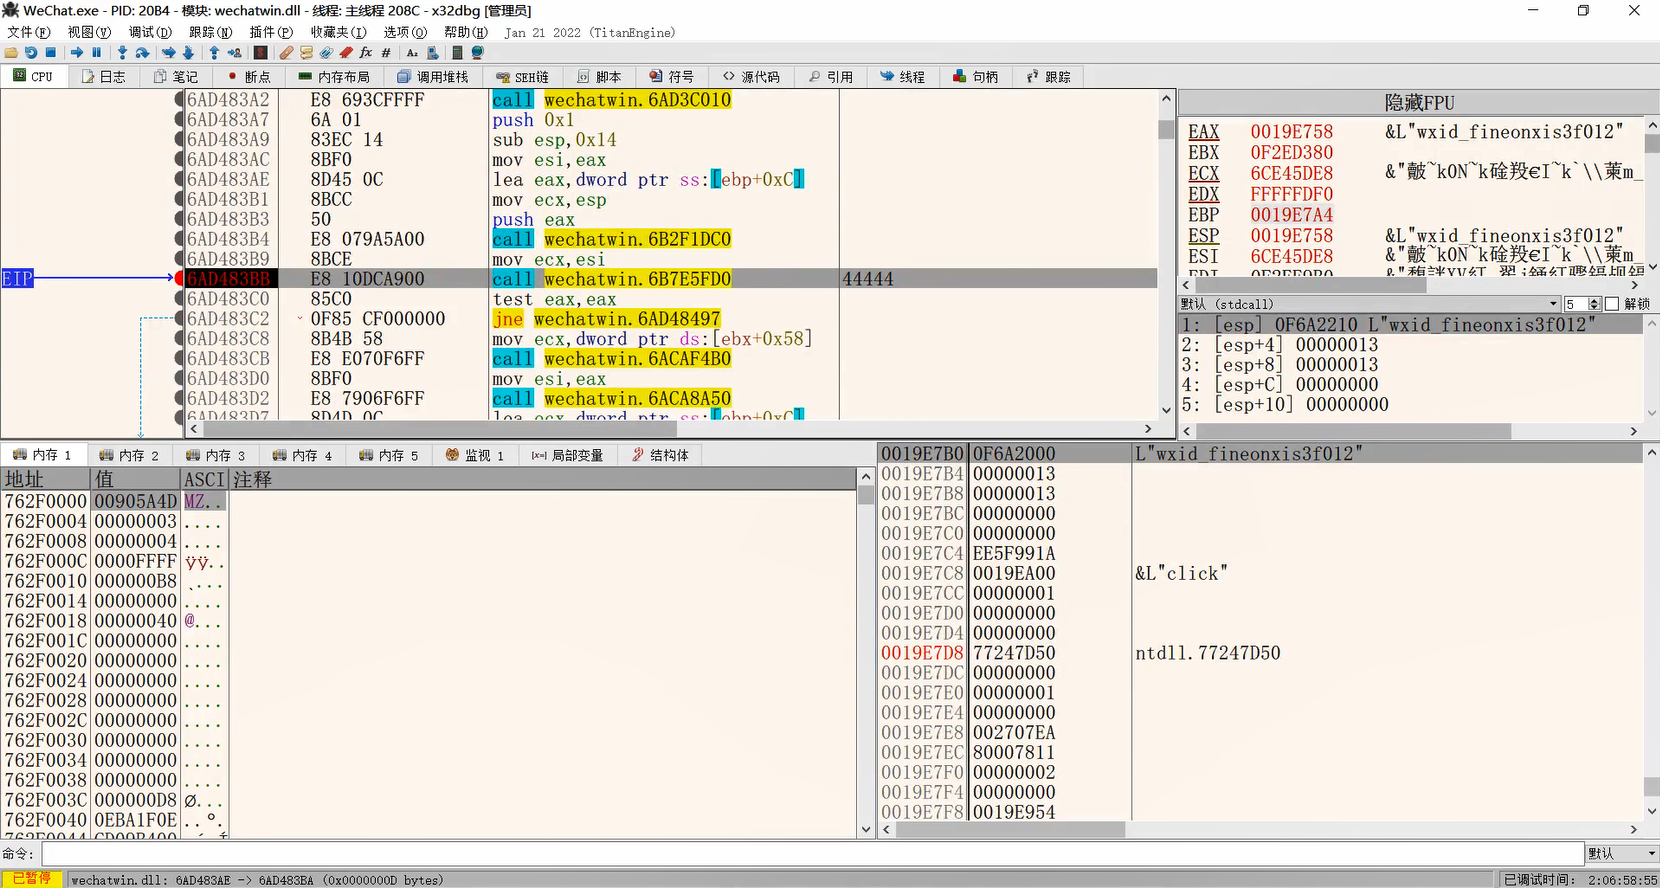 WeChat.exe - PID: 20B4 - 模块: wechatwin.dll - 线程: 主线程 208C - x32dbg [管理员]
文件(F) 视图(V) 调试(D) 跟踪(N) 插件(P) 收藏夹(I) 选项(O) 帮助(H) Jan 21 2022 (TitanEngine)
CPU 日志 笔记 断点 内存布局 调用堆栈 SEH链 脚本 符号 源代码 引用 线程 句柄 跟踪
6AD483A2 E8 693CFFFF call wechatwin.6AD3C010
6AD483A7 6A 01 push 0x1
6AD483A9 83EC 14 sub esp,0x14
6AD483AC 8BF0 mov esi,eax
6AD483AE 8D45 0C lea eax,dword ptr ss:[ebp+0xC]
6AD483B1 8BCC mov ecx,esp
6AD483B3 50 push eax
6AD483B4 E8 079A5A00 call wechatwin.6B2F1DC0
6AD483B9 8BCE mov ecx,esi
EIP 6AD483BB E8 10DCA900 call wechatwin.6B7E5FD0 44444
6AD483C0 85C0 test eax,eax
6AD483C2 0F85 CF000000 jne wechatwin.6AD48497
6AD483C8 8B4B 58 mov ecx,dword ptr ds:[ebx+0x58]
6AD483CB E8 E070F6FF call wechatwin.6ACAF4B0
6AD483D0 8BF0 mov esi,eax
6AD483D2 E8 7906F6FF call wechatwin.6ACA8A50
6AD483D7 8D4D 0C lea ecx,dword ptr ss:[ebp+0xC]
隐藏FPU
EAX 0019E758 &L"wxid_fineonxis3f012"
EBX 0F2ED380
ECX 6CE45DE8
EDX FFFFFDF0
EBP 0019E7A4
ESP 0019E758 &L"wxid_fineonxis3f012"
ESI 6CE45DE8
默认 (stdcall) 5 解锁
1: [esp] 0F6A2210 L"wxid_fineonxis3f012"
2: [esp+4] 00000013
3: [esp+8] 00000013
4: [esp+C] 00000000
5: [esp+10] 00000000
内存 1 内存 2 内存 3 内存 4 内存 5 监视 1 [x=] 局部变量 结构体
地址 值 ASCI 注释
762F0000 00905A4D MZ..
762F0004 00000003 ....
762F0008 00000004 ....
762F000C 0000FFFF ÿÿ..
762F0010 000000B8 ¸...
762F0014 00000000 ....
762F0018 00000040 @...
762F001C 00000000 ....
762F0020 00000000 ....
762F0024 00000000 ....
762F0028 00000000 ....
762F002C 00000000 ....
762F0030 00000000 ....
762F0034 00000000 ....
762F0038 00000000 ....
762F003C 000000D8 Ø...
762F0040 0EBA1F0E ..º.
0019E7B0 0F6A2000 L"wxid_fineonxis3f012"
0019E7B4 00000013
0019E7B8 00000013
0019E7BC 00000000
0019E7C0 00000000
0019E7C4 EE5F991A
0019E7C8 0019EA00 &L"click"
0019E7CC 00000001
0019E7D0 00000000
0019E7D4 00000000
0019E7D8 77247D50 ntdll.77247D50
0019E7DC 00000000
0019E7E0 00000001
0019E7E4 00000000
0019E7E8 002707EA
0019E7EC 80007811
0019E7F0 00000002
0019E7F4 00000000
0019E7F8 0019E954
命令: 默认
已暂停 wechatwin.dll: 6AD483AE -> 6AD483BA (0x0000000D bytes) 已调试时间: 2:06:58:55